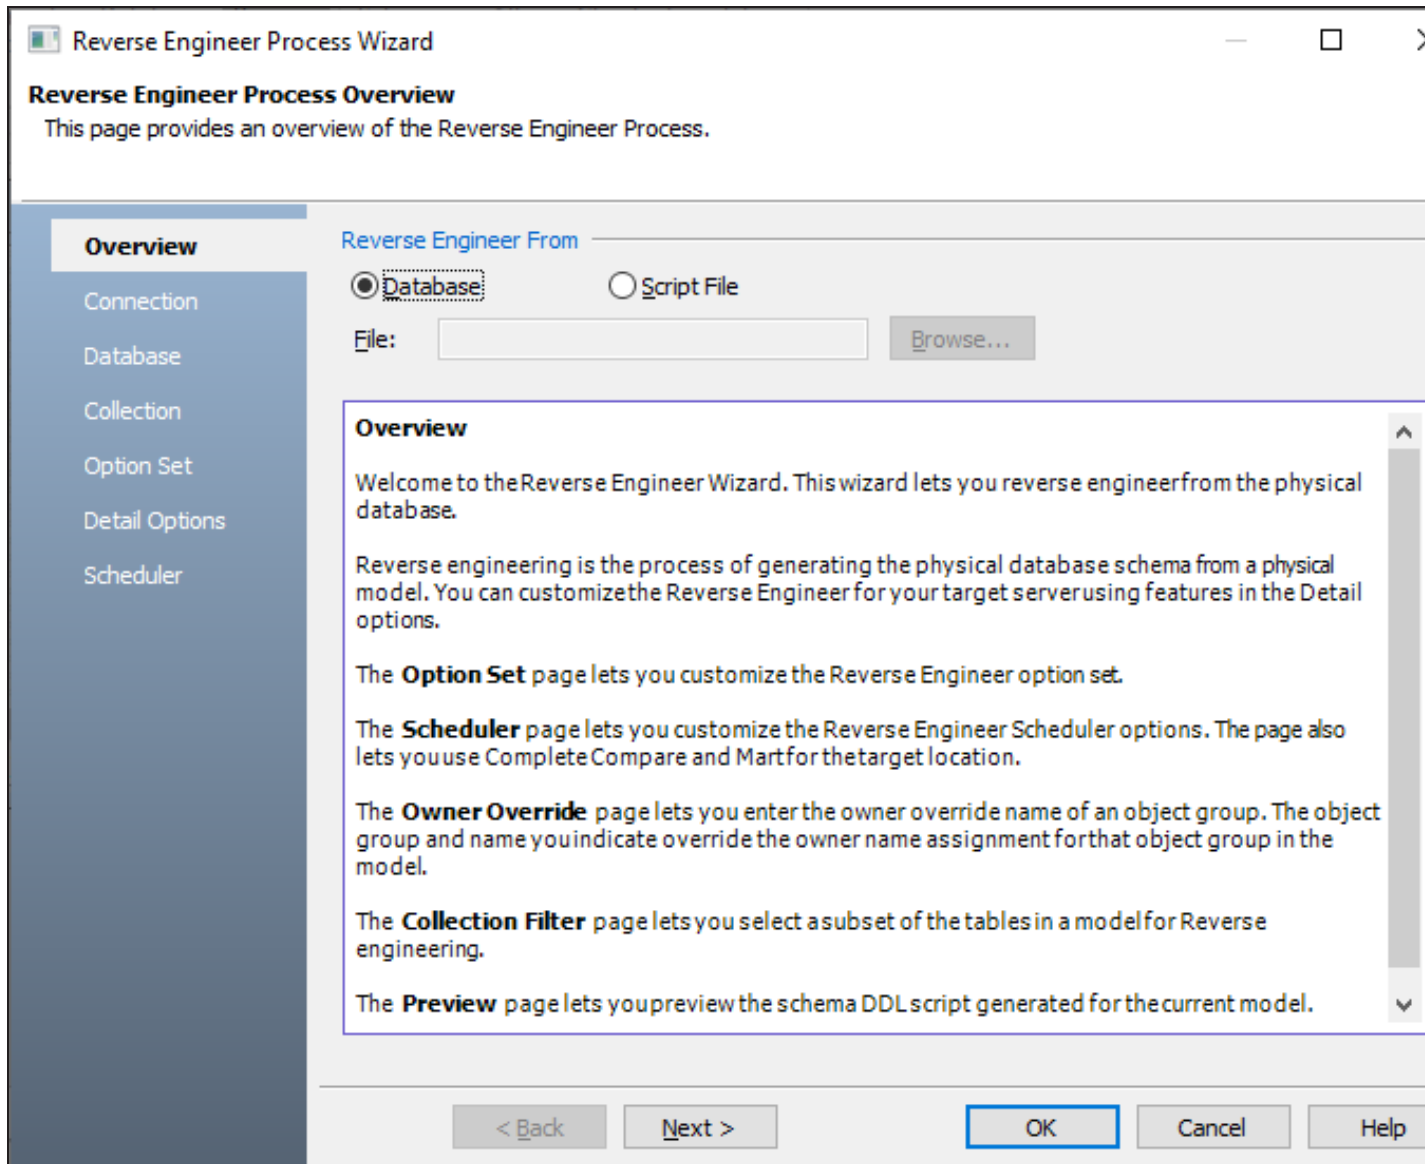 Reverse Engineer Process Wizard
Reverse Engineer Process Overview
This page provides an overview of the Reverse Engineer Process.
Overview
Connection
Database
Collection
Option Set
Detail Options
Scheduler
Reverse Engineer From
Database
Script File
File:
Browse...
Overview
Welcome to the Reverse Engineer Wizard. This wizard lets you reverse engineer from the physical
database.
Reverse engineering is the process of generating the physical database schema from a physical
model. You can customize the Reverse Engineer for your target server using features in the Detail
options.
The Option Set page lets you customize the Reverse Engineer option set.
The Scheduler page lets you customize the Reverse Engineer Scheduler options. The page also
lets you use Complete Compare and Mart for the target location.
The Owner Override page lets you enter the owner override name of an object group. The object
group and name you indicate override the owner name assignment for that object group in the
model.
The Collection Filter page lets you select a subset of the tables in a model for Reverse
engineering.
The Preview page lets you preview the schema DDL script generated for the current model.
< Back
Next >
OK
Cancel
Help